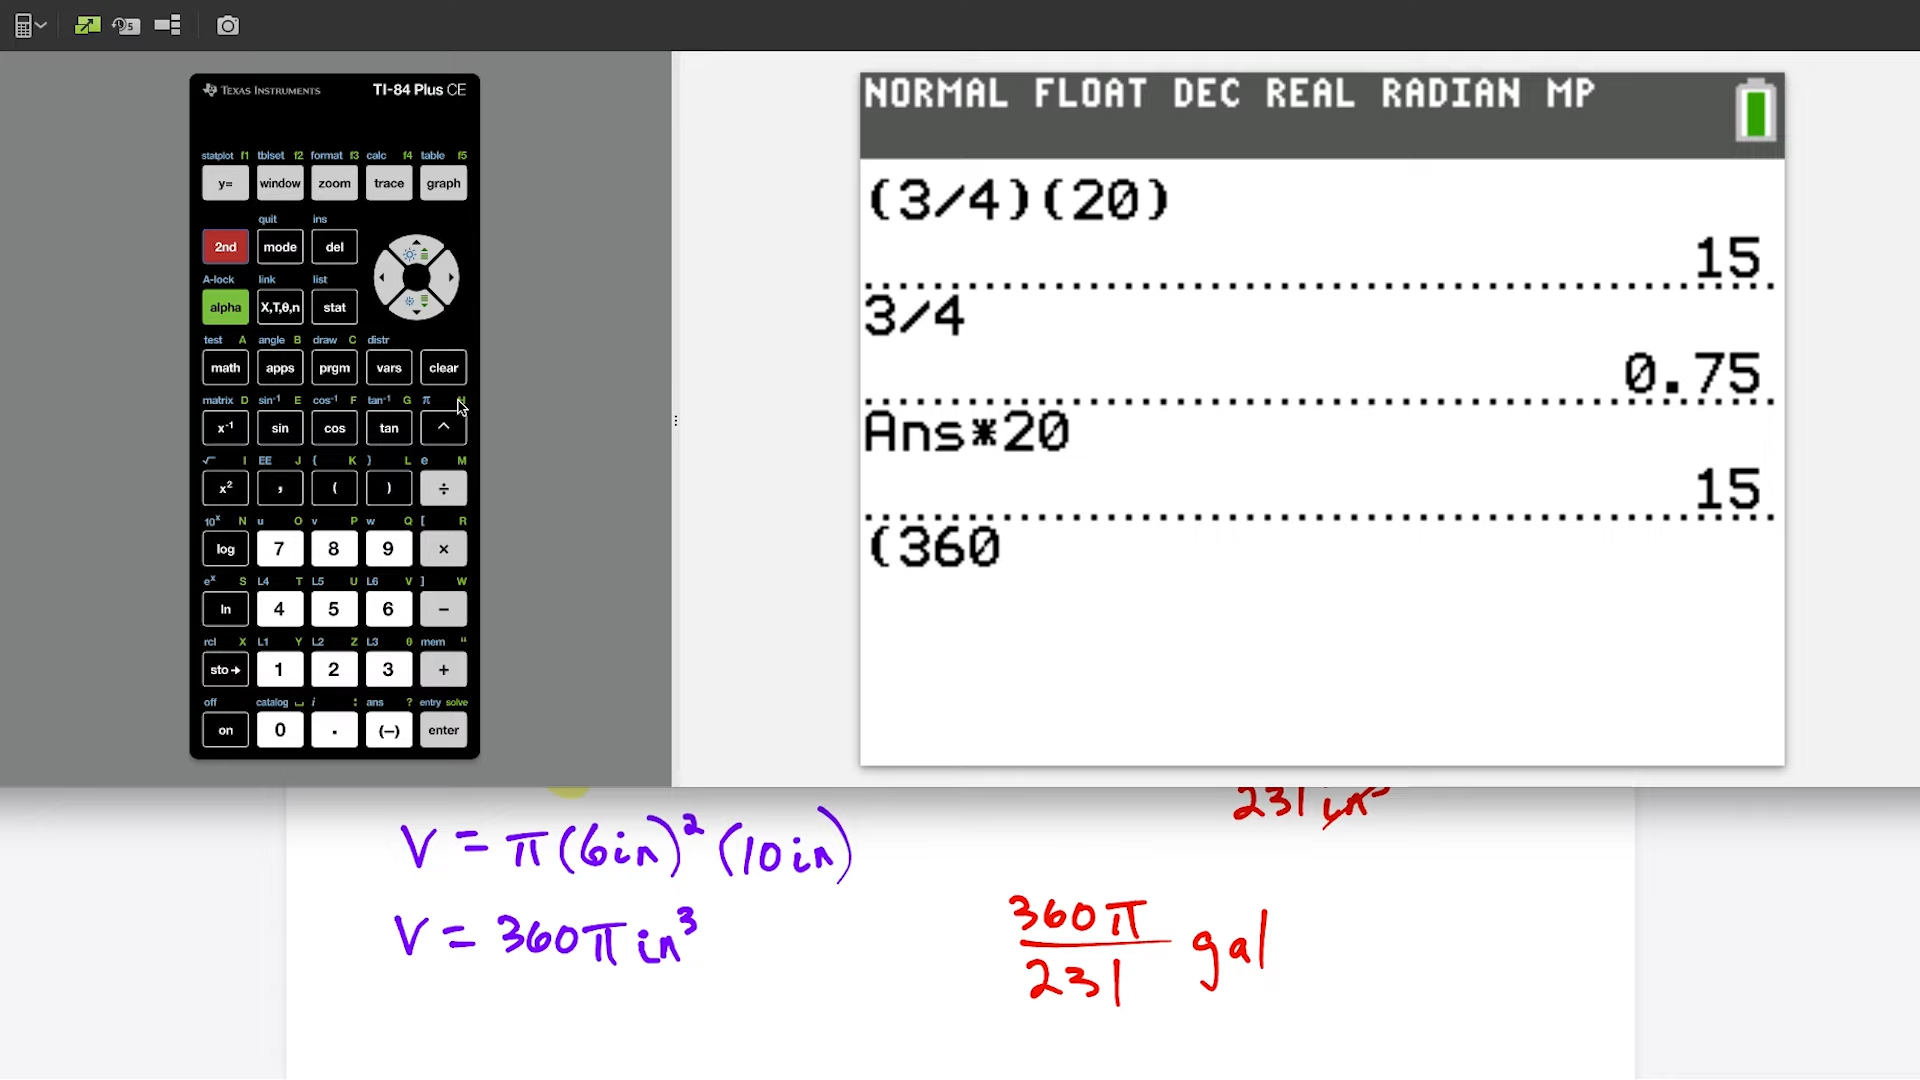 TEXAS INSTRUMENTS TI-84 Plus CE
statplot f1 tblset f2 format f3 calc f4 table f5
y= window zoom trace graph
quit ins
2nd mode del
A-lock link list
alpha X,T,θ,n stat
test A angle B draw C distr
math apps prgm vars clear
matrix D sin⁻¹ E cos⁻¹ F tan⁻¹ G π H
x⁻¹ sin cos tan ^
√ I EE J { K } L e M
x² , ( ) ÷
10ˣ N u O v P w Q [ R
log 7 8 9 ×
eˣ S L4 T L5 U L6 V ] W
ln 4 5 6 −
rcl X L1 Y L2 Z L3 θ mem "
sto→ 1 2 3 +
off catalog ⎵ i : ans ? entry solve
on 0 . (−) enter
NORMAL FLOAT DEC REAL RADIAN MP
(3/4)(20)
15
3/4
0.75
Ans*20
15
(360
231 in³
V = π(6in)² (10in)
V = 360π in³
360π
231
gal